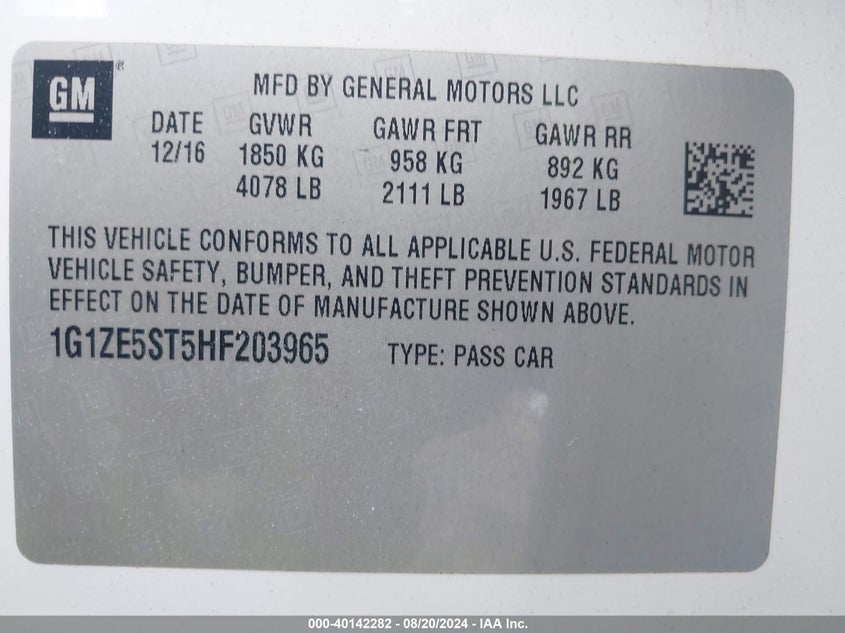 GM®
MFD BY GENERAL MOTORS LLC
DATE GVWR GAWR FRT GAWR RR
12/16 1850 KG 958 KG 892 KG
4078 LB 2111 LB 1967 LB
THIS VEHICLE CONFORMS TO ALL APPLICABLE U.S. FEDERAL MOTOR
VEHICLE SAFETY, BUMPER, AND THEFT PREVENTION STANDARDS IN
EFFECT ON THE DATE OF MANUFACTURE SHOWN ABOVE.
1G1ZE5ST5HF203965 TYPE: PASS CAR
000-40142282 - 08/20/2024 - IAA Inc.